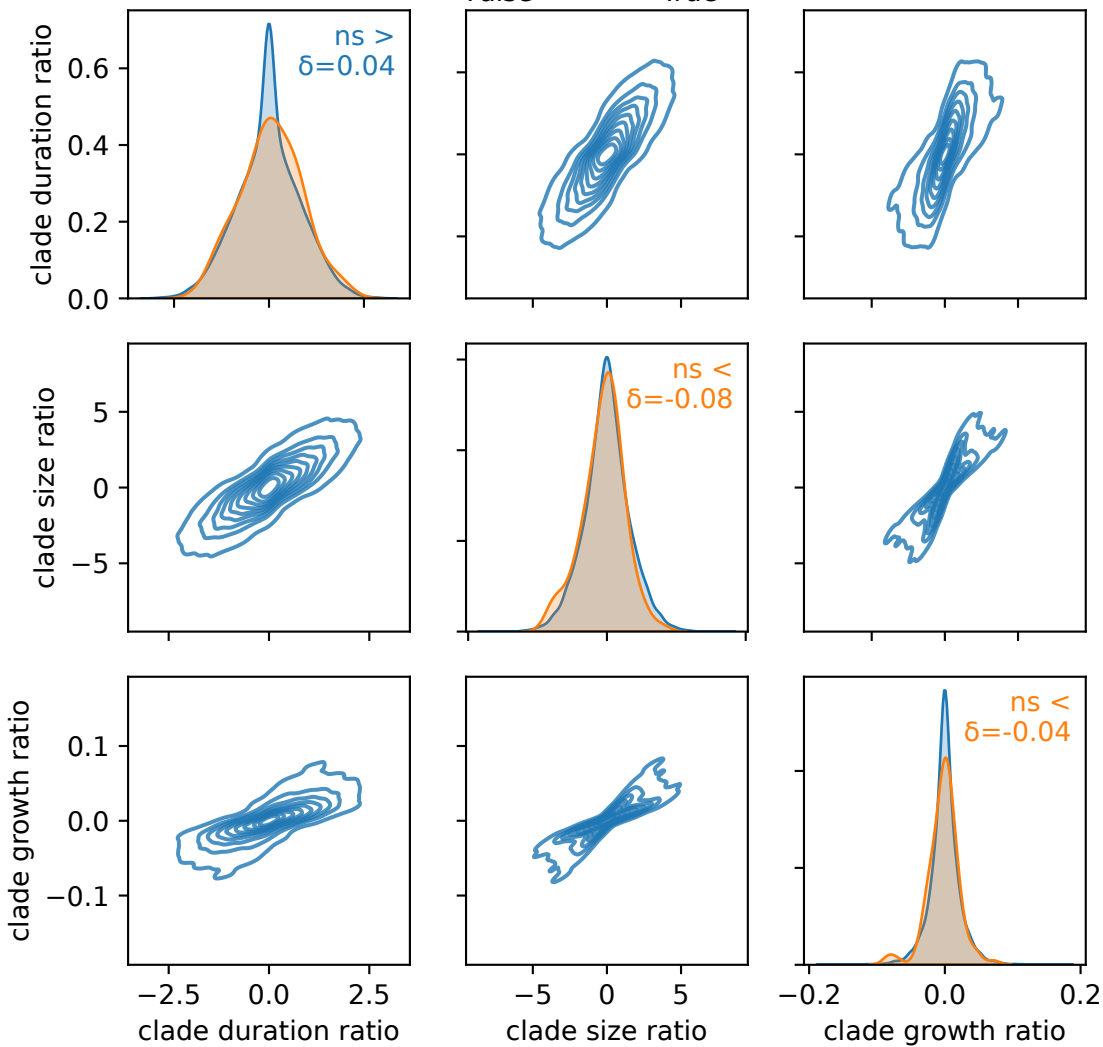 clade duration ratio
0.6
0.4
0.2
0.0
ns >
δ=0.04
clade size ratio
5
0
−5
ns <
δ=-0.08
clade growth ratio
0.1
0.0
−0.1
ns <
δ=-0.04
−2.5 0.0 2.5
−5 0 5
−0.2 0.0 0.2
clade duration ratio
clade size ratio
clade growth ratio